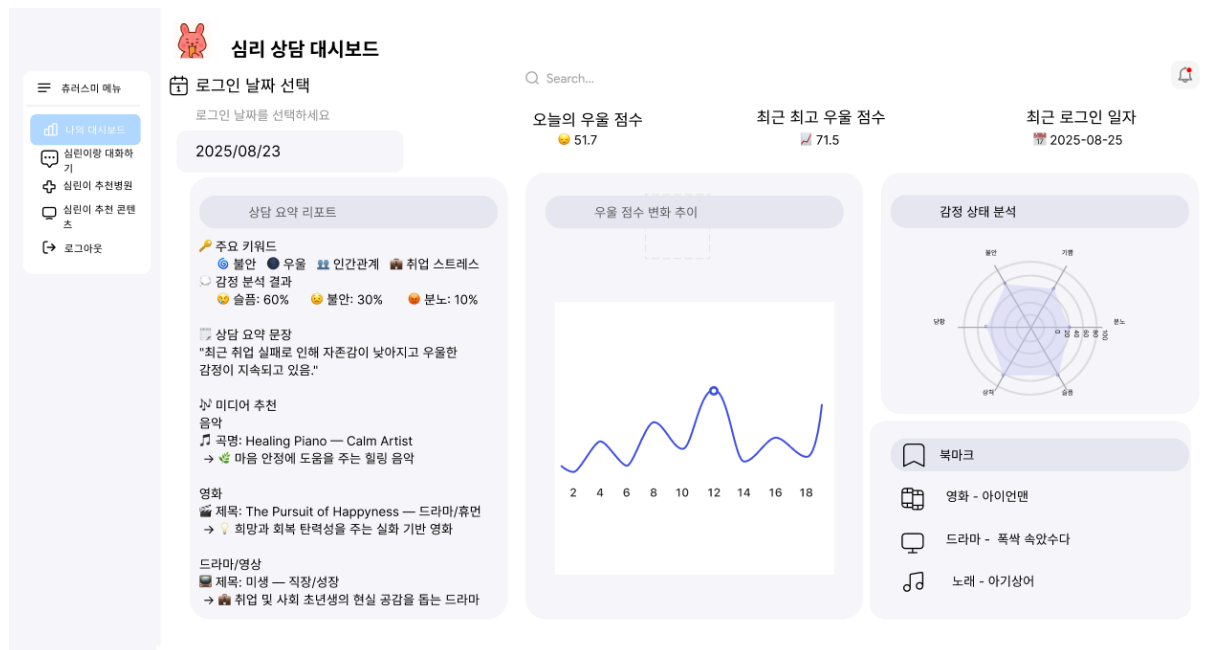 심리 상담 대시보드
츄러스미 메뉴
나의 대시보드
심린이랑 대화하
기
심린이 추천병원
심린이 추천 콘텐
츠
로그아웃
로그인 날짜 선택
로그인 날짜를 선택하세요
2025/08/23
Search...
오늘의 우울 점수
😞 51.7
최근 최고 우울 점수
📈 71.5
최근 로그인 일자
📅 2025-08-25
상담 요약 리포트
🔑 주요 키워드
🌀 불안 🌑 우울 👥 인간관계 💼 취업 스트레스
💭 감정 분석 결과
😢 슬픔: 60% 😟 불안: 30% 😡 분노: 10%
🗒️ 상담 요약 문장
"최근 취업 실패로 인해 자존감이 낮아지고 우울한
감정이 지속되고 있음."
🎶 미디어 추천
음악
🎵 곡명: Healing Piano — Calm Artist
→ 🌿 마음 안정에 도움을 주는 힐링 음악
영화
🎬 제목: The Pursuit of Happyness — 드라마/휴먼
→ 💡 희망과 회복 탄력성을 주는 실화 기반 영화
드라마/영상
📺 제목: 미생 — 직장/성장
→ 💼 취업 및 사회 초년생의 현실 공감을 돕는 드라마
우울 점수 변화 추이
2 4 6 8 10 12 14 16 18
감정 상태 분석
불안
기쁨
당황
분노
0 20 40 60 80 100
상처
슬픔
북마크
영화 - 아이언맨
드라마 - 폭싹 속았수다
노래 - 아기상어